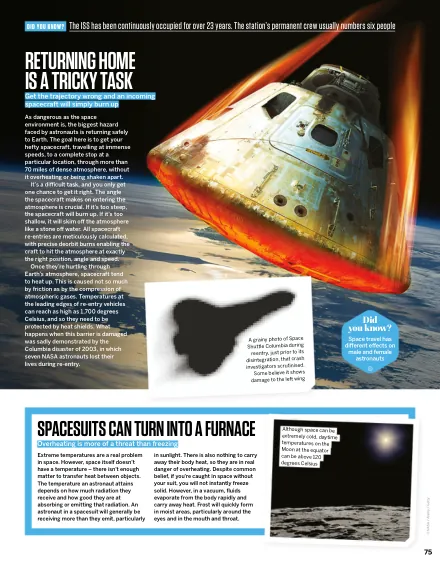 DID YOU KNOW? The ISS has been continuously occupied for over 23 years. The station's permanent crew usually numbers six people
RETURNING HOME
IS A TRICKY TASK
Get the trajectory wrong and an incoming
spacecraft will simply burn up
As dangerous as the space
environment is, the biggest hazard
faced by astronauts is returning safely
to Earth. The goal here is to get your
hefty spacecraft, travelling at immense
speeds, to a complete stop at a
particular location, through more than
70 miles of dense atmosphere, without
it overheating or being shaken apart.
It's a difficult task, and you only get
one chance to get it right. The angle
the spacecraft makes on entering the
atmosphere is crucial. If it's too steep,
the spacecraft will burn up. If it's too
shallow, it will skim off the atmosphere
like a stone off water. All spacecraft
re-entries are meticulously calculated,
with precise deorbit burns enabling the
craft to hit the atmosphere at exactly
the right position, angle and speed.
Once they're hurtling through
Earth's atmosphere, spacecraft tend
to heat up. This is caused not so much
by friction as by the compression of
atmospheric gases. Temperatures at
the leading edges of re-entry vehicles
can reach as high as 1,700 degrees
Celsius, and so they need to be
protected by heat shields. What
happens when this barrier is damaged
was sadly demonstrated by the
Columbia disaster of 2003, in which
seven NASA astronauts lost their
lives during re-entry.
A grainy photo of Space
Shuttle Columbia during
reentry, just prior to its
disintegration, that crash
investigators scrutinised.
Some believe it shows
damage to the left wing
Did
you know?
Space travel has
different effects on
male and female
astronauts
SPACESUITS CAN TURN INTO A FURNACE
Overheating is more of a threat than freezing
Extreme temperatures are a real problem
in space. However, space itself doesn't
have a temperature – there isn't enough
matter to transfer heat between objects.
The temperature an astronaut attains
depends on how much radiation they
receive and how good they are at
absorbing or emitting that radiation. An
astronaut in a spacesuit will generally be
receiving more than they emit, particularly
in sunlight. There is also nothing to carry
away their body heat, so they are in real
danger of overheating. Despite common
belief, if you're caught in space without
your suit, you will not instantly freeze
solid. However, in a vacuum, fluids
evaporate from the body rapidly and
carry away heat. Frost will quickly form
in moist areas, particularly around the
eyes and in the mouth and throat.
Although space can be
extremely cold, daytime
temperatures on the
Moon at the equator
can be above 120
degrees Celsius
75